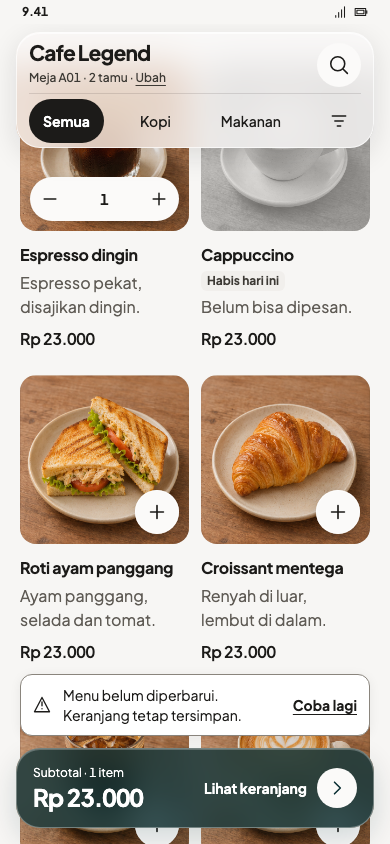 9.41
Cafe Legend
Meja A01 · 2 tamu · Ubah
Semua
Kopi
Makanan
1
Espresso dingin
Espresso pekat,
disajikan dingin.
Rp 23.000
Cappuccino
Habis hari ini
Belum bisa dipesan.
Rp 23.000
Roti ayam panggang
Ayam panggang,
selada dan tomat.
Rp 23.000
Croissant mentega
Renyah di luar,
lembut di dalam.
Rp 23.000
Menu belum diperbarui.
Keranjang tetap tersimpan.
Coba lagi
Subtotal · 1 item
Rp 23.000
Lihat keranjang